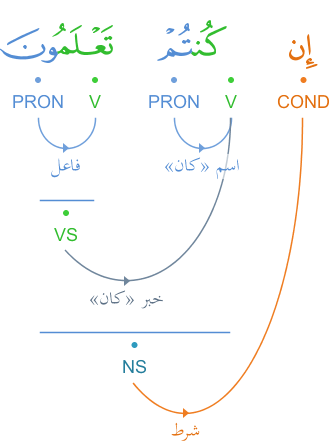 إِن كُنتُمْ تَعْلَمُونَ
COND V PRON V PRON
اسم «كان» فاعل
VS
خبر «كان»
NS
شرط